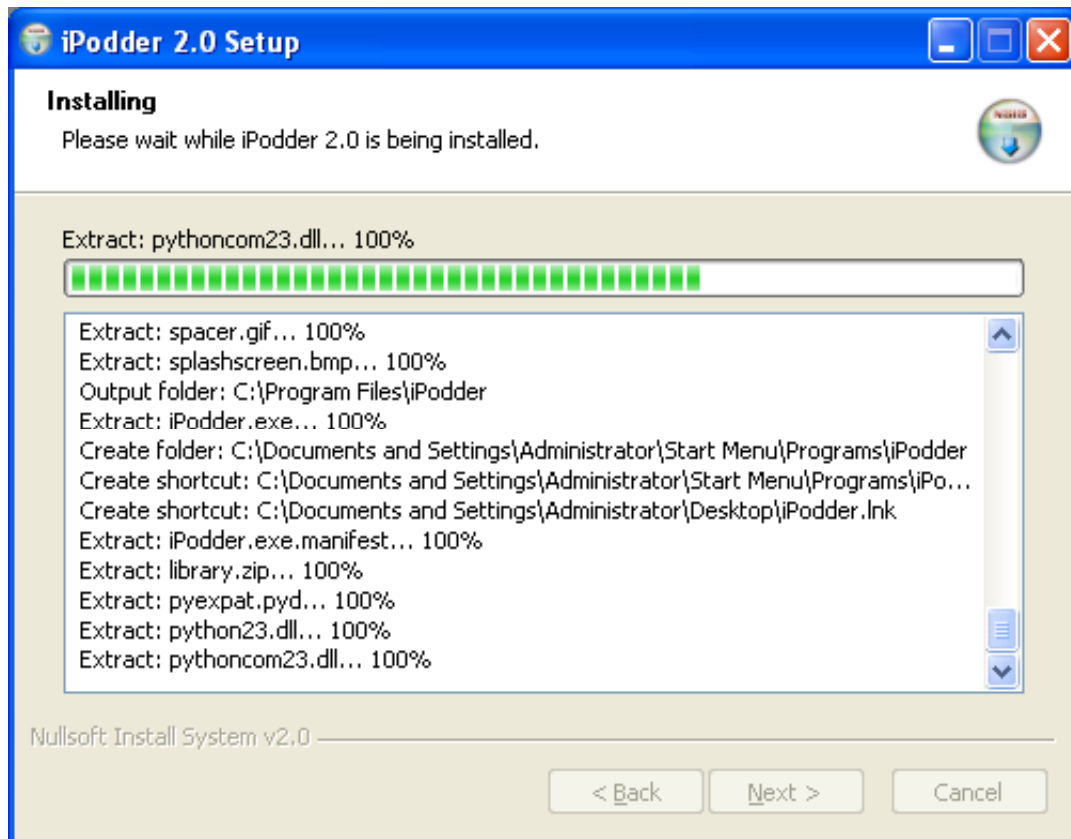 iPodder 2.0 Setup
Installing
Please wait while iPodder 2.0 is being installed.
Extract: pythoncom23.dll... 100%
Extract: spacer.gif... 100%
Extract: splashscreen.bmp... 100%
Output folder: C:\Program Files\iPodder
Extract: iPodder.exe... 100%
Create folder: C:\Documents and Settings\Administrator\Start Menu\Programs\iPodder
Create shortcut: C:\Documents and Settings\Administrator\Start Menu\Programs\iPo...
Create shortcut: C:\Documents and Settings\Administrator\Desktop\iPodder.lnk
Extract: iPodder.exe.manifest... 100%
Extract: library.zip... 100%
Extract: pyexpat.pyd... 100%
Extract: python23.dll... 100%
Extract: pythoncom23.dll... 100%
Nullsoft Install System v2.0
< Back
Next >
Cancel